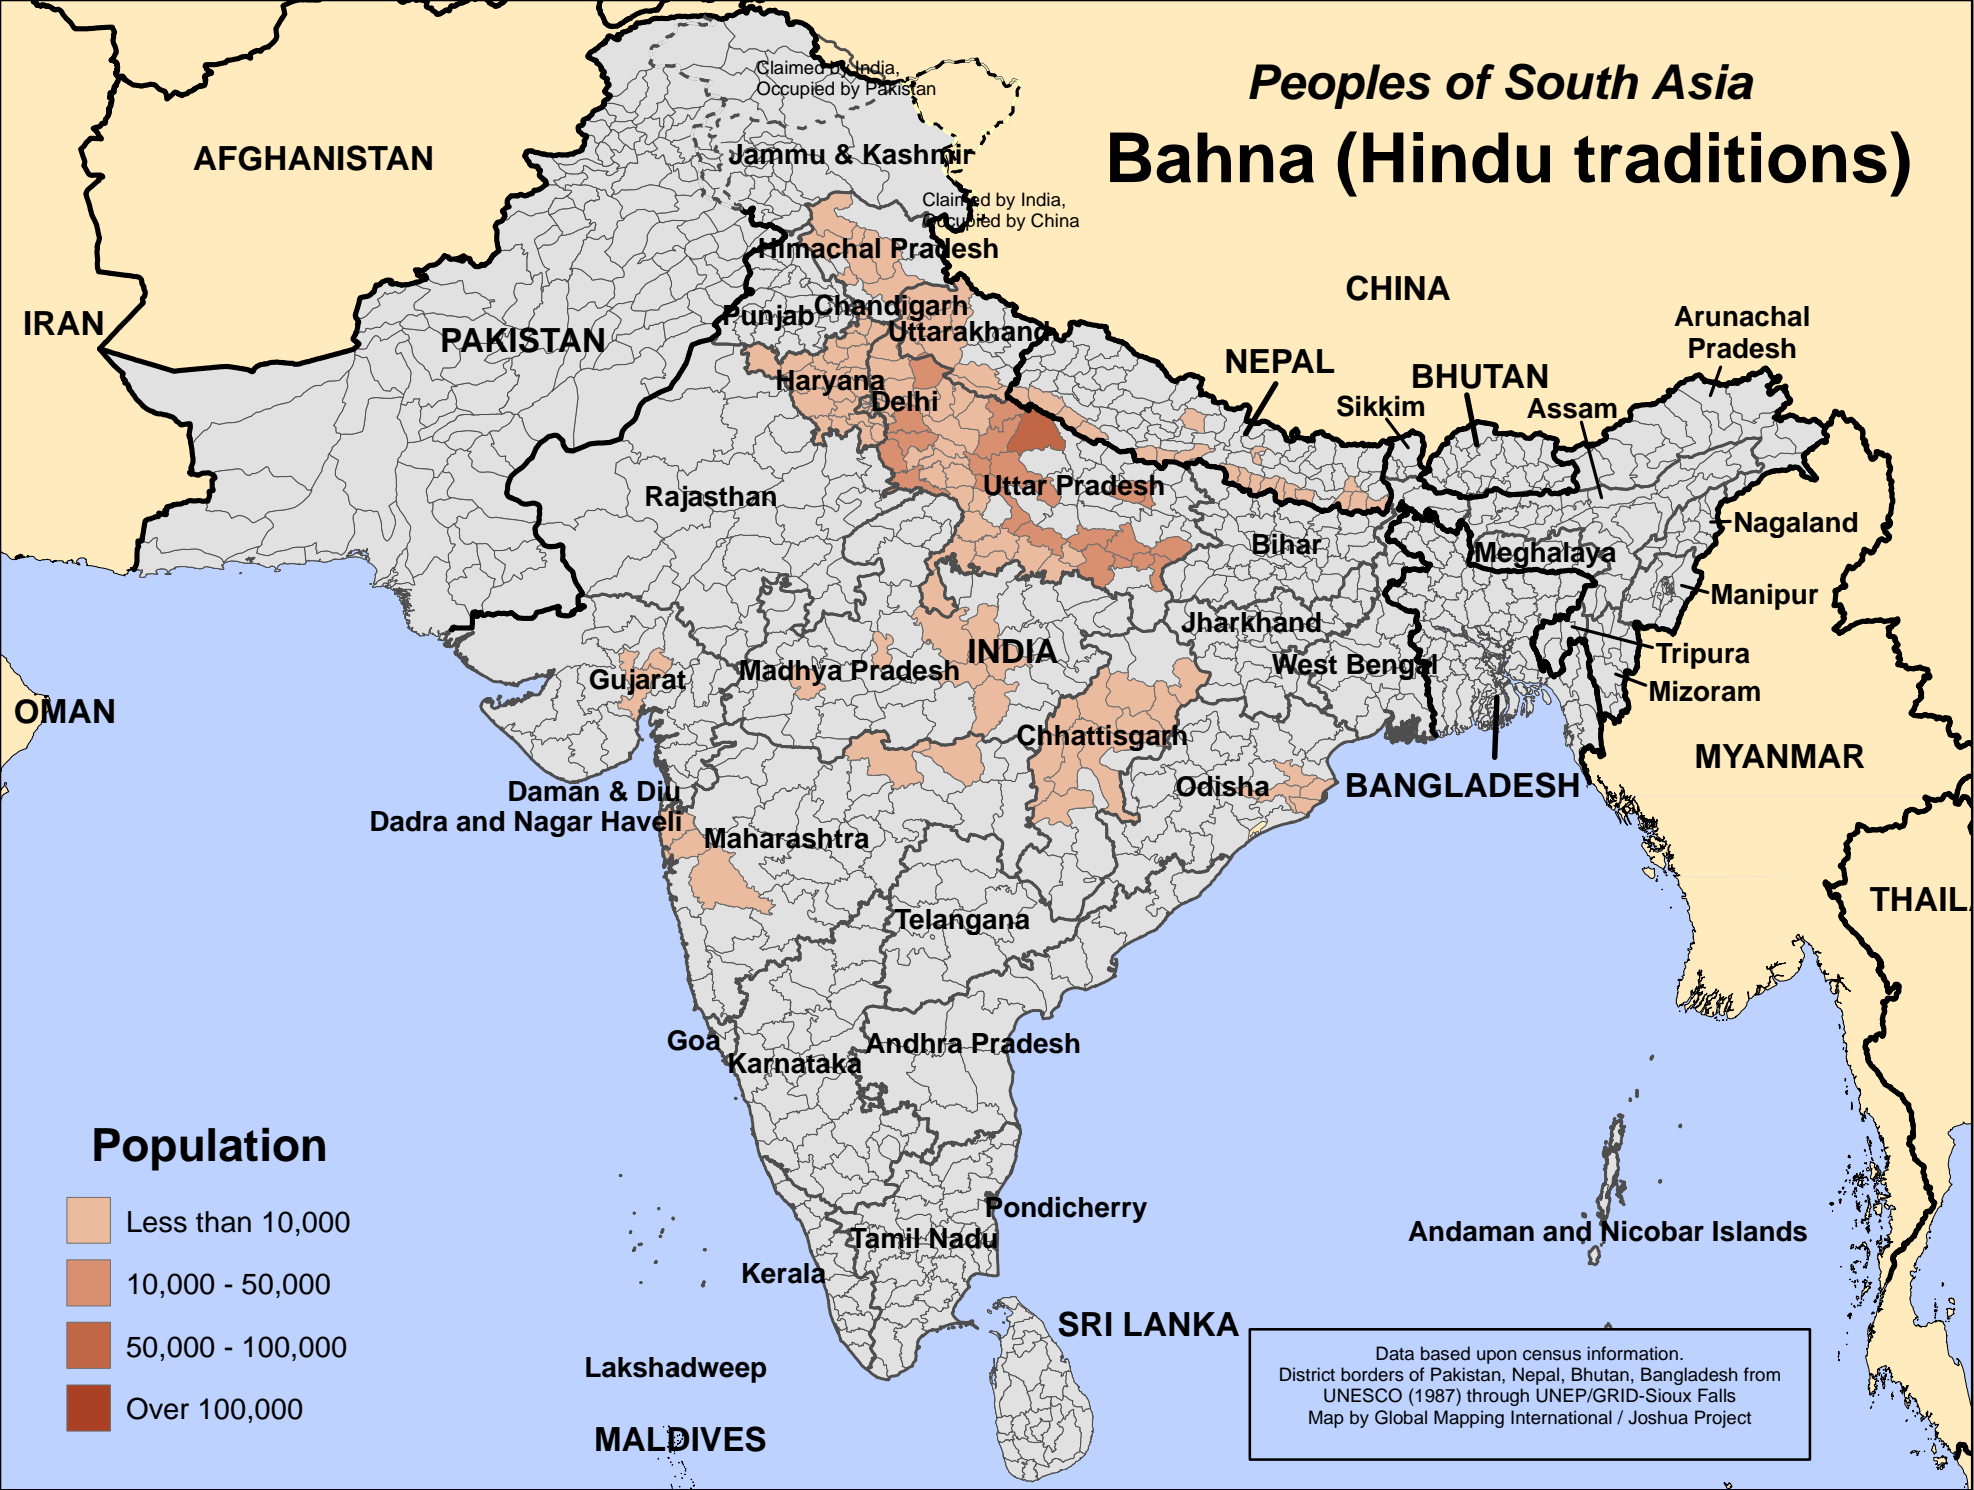 Peoples of South Asia
Bahna (Hindu traditions)
Claimed by India,
Occupied by Pakistan
AFGHANISTAN
Jammu & Kashmir
Claimed by India,
Occupied by China
Himachal Pradesh
CHINA
IRAN
PAKISTAN
Punjab
Chandigarh
Uttarakhand
Arunachal
Pradesh
NEPAL
BHUTAN
Sikkim
Assam
Haryana
Delhi
Rajasthan
Uttar Pradesh
Nagaland
Bihar
Meghalaya
Manipur
Jharkhand
INDIA
Tripura
Gujarat
Madhya Pradesh
West Bengal
Mizoram
OMAN
Chhattisgarh
MYANMAR
Odisha
BANGLADESH
Daman & Diu
Dadra and Nagar Haveli
Maharashtra
THAIL
Telangana
Goa
Karnataka
Andhra Pradesh
Pondicherry
Tamil Nadu
Andaman and Nicobar Islands
Kerala
SRI LANKA
Lakshadweep
MALDIVES
Population
Less than 10,000
10,000 - 50,000
50,000 - 100,000
Over 100,000
Data based upon census information.
District borders of Pakistan, Nepal, Bhutan, Bangladesh from
UNESCO (1987) through UNEP/GRID-Sioux Falls
Map by Global Mapping International / Joshua Project